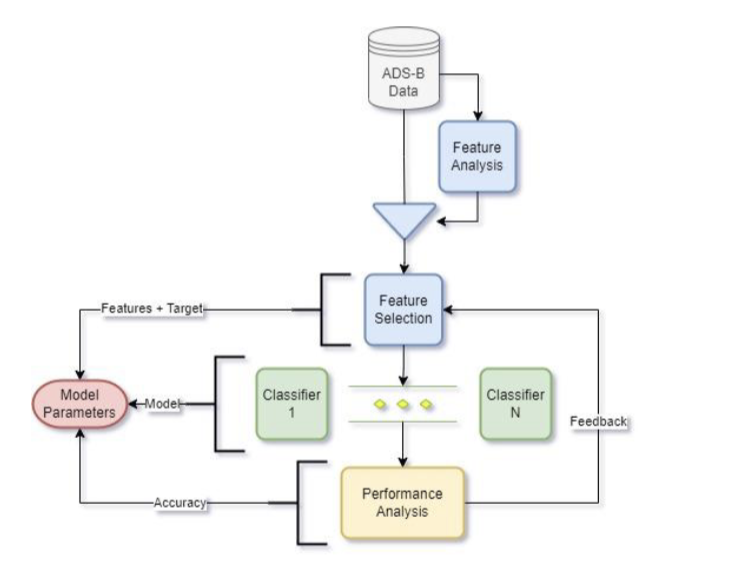 ADS-B
Data
Feature
Analysis
Features + Target
Feature
Selection
Model
Parameters
Model
Classifier
1
Classifier
N
Feedback
Accuracy
Performance
Analysis